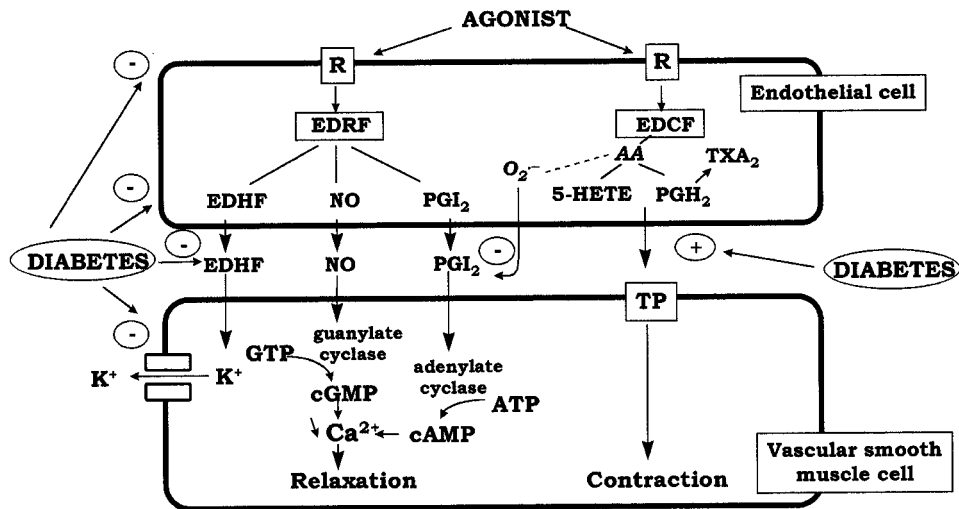 AGONIST
R
R
Endothelial cell
EDRF
EDCF
AA
O₂·⁻
TXA₂
5-HETE
PGH₂
EDHF
NO
PGI₂
-
-
-
-
-
+
DIABETES
EDHF
NO
PGI₂
DIABETES
TP
guanylate
cyclase
GTP
adenylate
cyclase
K⁺
K⁺
cGMP
ATP
Ca²⁺
cAMP
Relaxation
Contraction
Vascular smooth
muscle cell